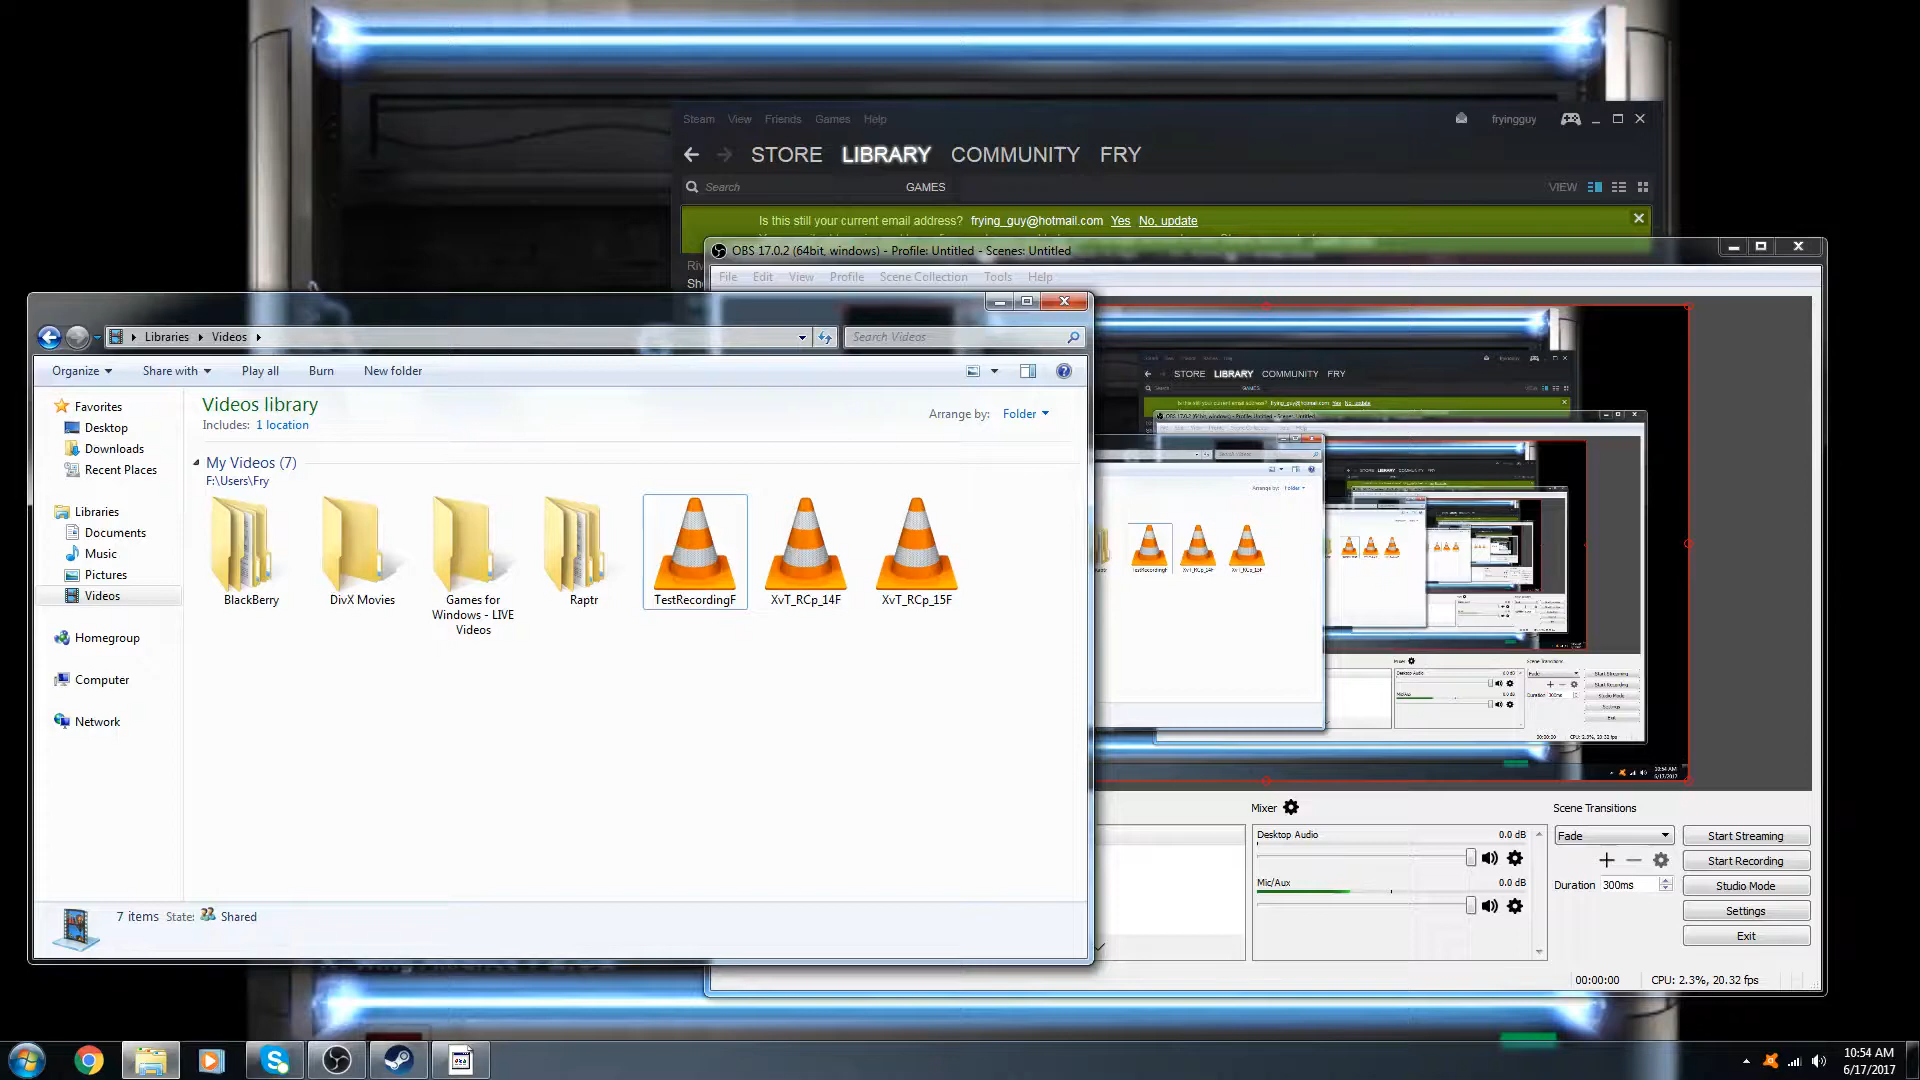 Steam View Friends Games Help
fryingguy
STORE LIBRARY COMMUNITY FRY
Search
GAMES
VIEW
Is this still your current email address? frying_guy@hotmail.com Yes No, update
OBS 17.0.2 (64bit, windows) - Profile: Untitled - Scenes: Untitled
File Edit View Profile Scene Collection Tools Help
Libraries Videos
Search Videos
Organize Share with Play all Burn New folder
Favorites
Desktop
Downloads
Recent Places
Libraries
Documents
Music
Pictures
Videos
Homegroup
Computer
Network
Videos library
Includes: 1 location
Arrange by: Folder
My Videos (7)
F:\Users\Fry
BlackBerry
DivX Movies
Games for Windows - LIVE Videos
Raptr
TestRecordingF
XvT_RCp_14F
XvT_RCp_15F
7 items State: Shared
STORE LIBRARY COMMUNITY FRY
Mixer
Desktop Audio 0.0 dB
Mic/Aux 0.0 dB
Scene Transitions
Fade
Duration 300ms
Start Streaming
Start Recording
Studio Mode
Settings
Exit
00:00:00 CPU: 2.3%, 20.32 fps
10:54 AM
6/17/2017